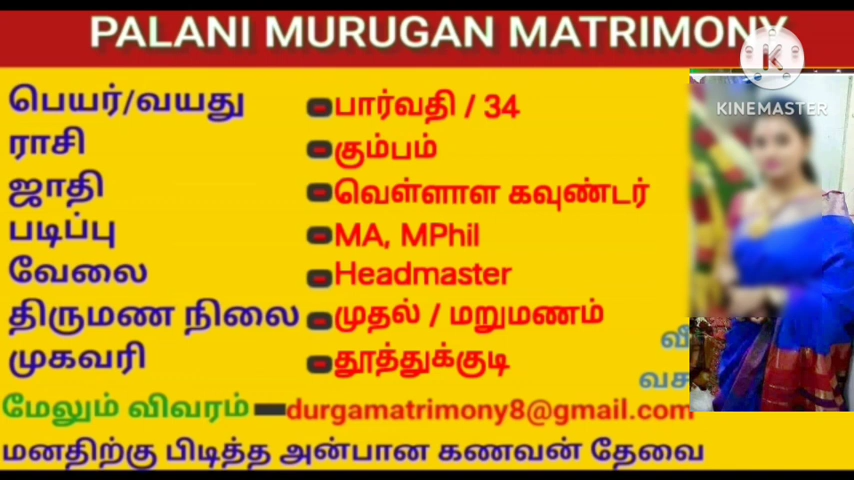 PALANI MURUGAN MATRIMONY
KINEMASTER
பெயர்/வயது - பார்வதி / 34
ராசி - கும்பம்
ஜாதி - வெள்ளாள கவுண்டர்
படிப்பு - MA, MPhil
வேலை - Headmaster
திருமண நிலை - முதல் / மறுமணம்
முகவரி - தூத்துக்குடி
மேலும் விவரம் - durgamatrimony8@gmail.com
மனதிற்கு பிடித்த அன்பான கணவன் தேவை